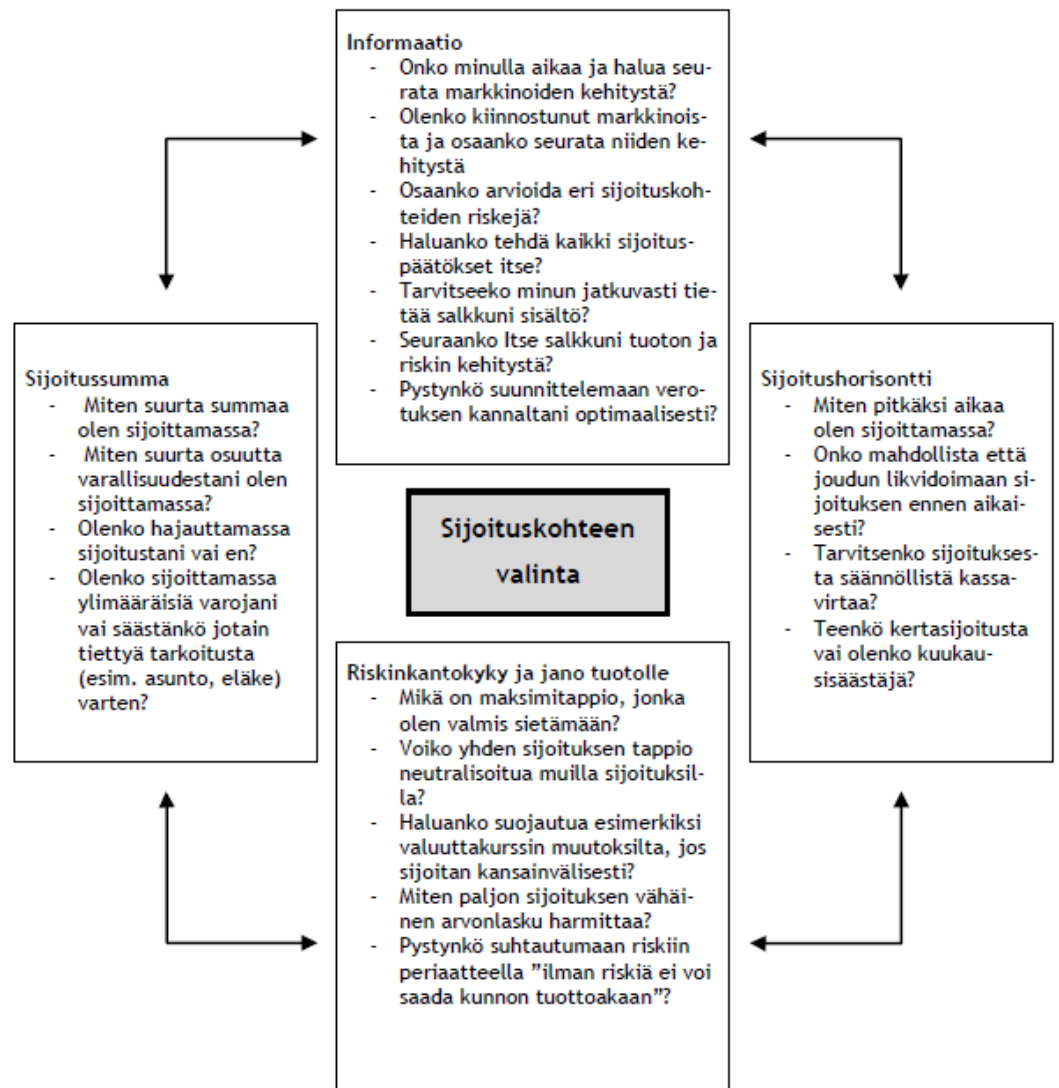 Informaatio
- Onko minulla aikaa ja halua seu-
rata markkinoiden kehitystä?
- Olenko kiinnostunut markkinois-
ta ja osaanko seurata niiden ke-
hitystä
- Osaanko arvioida eri sijoituskoh-
teiden riskejä?
- Haluanko tehdä kaikki sijoitus-
päätökset itse?
- Tarvitseeko minun jatkuvasti tie-
tää salkkuni sisältö?
- Seuraanko Itse salkkuni tuoton ja
riskin kehitystä?
- Pystynkö suunnittelemaan vero-
tuksen kannaltani optimaalisesti?
Sijoitussumma
- Miten suurta summaa
olen sijoittamassa?
- Miten suurta osuutta
varallisuudestani olen
sijoittamassa?
- Olenko hajauttamassa
sijoitustani vai en?
- Olenko sijoittamassa
ylimääräisiä varojani
vai säästänkö jotain
tiettyä tarkoitusta
(esim. asunto, eläke)
varten?
Sijoituskohteen
valinta
Sijoitushorisontti
- Miten pitkäksi aikaa
olen sijoittamassa?
- Onko mahdollista että
joudun likvidoimaan si-
joituksen ennen aikai-
sesti?
- Tarvitsenko sijoitukses-
ta säännöllistä kassa-
virtaa?
- Teenkö kertasijoitusta
vai olenko kuukau-
sisäästäjä?
Riskinkantokyky ja jano tuotolle
- Mikä on maksimitappio, jonka
olen valmis sietämään?
- Voiko yhden sijoituksen tappio
neutralisoitua muilla sijoituksil-
la?
- Haluanko suojautua esimerkiksi
valuuttakurssin muutoksilta, jos
sijoitan kansainvälisesti?
- Miten paljon sijoituksen vähäi-
nen arvonlasku harmittaa?
- Pystynkö suhtautumaan riskiin
periaatteella ”ilman riskiä ei voi
saada kunnon tuottoakaan”?